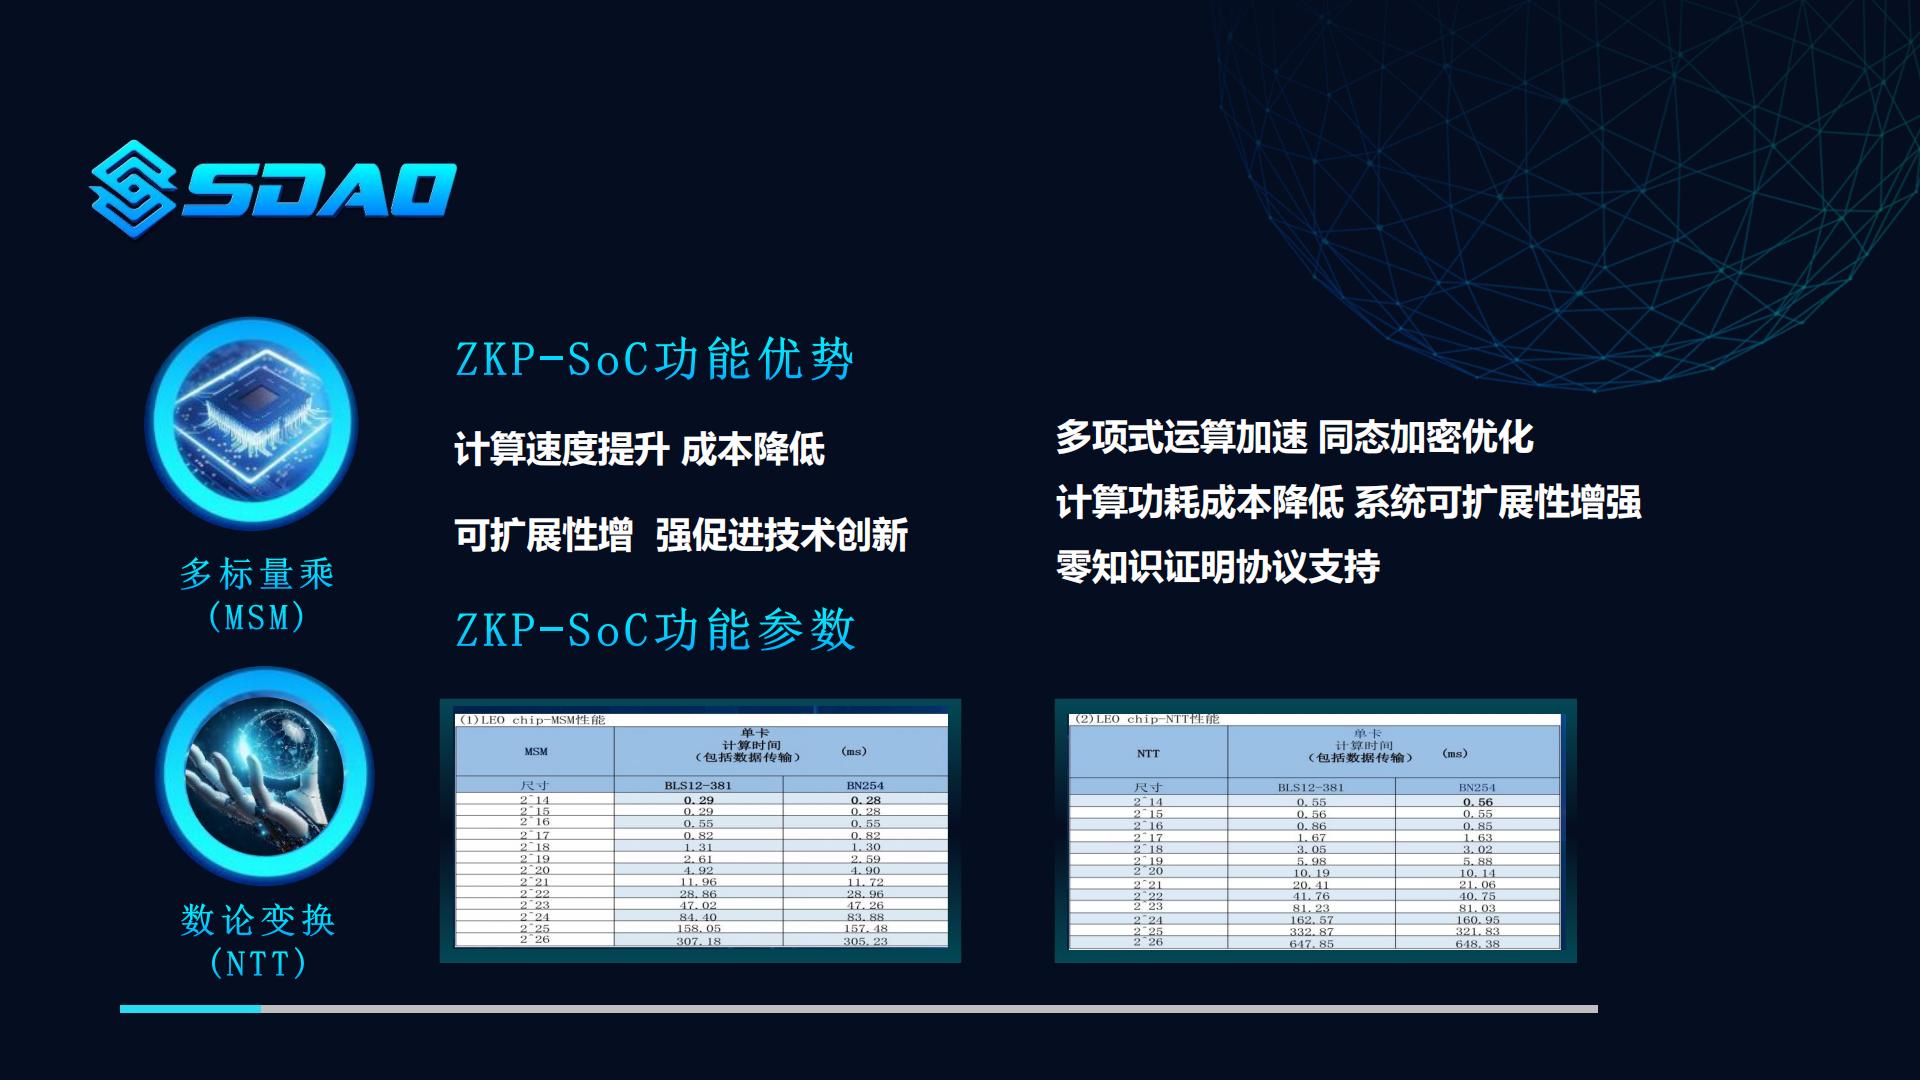 SDAO
ZKP-SoC功能优势
计算速度提升 成本降低
可扩展性增 强促进技术创新
多项式运算加速 同态加密优化
计算功耗成本降低 系统可扩展性增强
零知识证明协议支持
多标量乘
(MSM)
ZKP-SoC功能参数
数论变换
(NTT)
(1)LEO chip-MSM性能
MSM 单卡
计算时间
(包括数据传输) (ms)
尺寸 BLS12-381 BN254
2^14 0.29 0.28
2^15 0.29 0.28
2^16 0.55 0.55
2^17 0.82 0.82
2^18 1.31 1.30
2^19 2.61 2.59
2^20 4.92 4.90
2^21 11.96 11.72
2^22 28.86 28.96
2^23 47.02 47.26
2^24 84.40 83.88
2^25 158.05 157.48
2^26 307.18 305.23
(2)LEO chip-NTT性能
NTT 单卡
计算时间
(包括数据传输) (ms)
尺寸 BLS12-381 BN254
2^14 0.55 0.56
2^15 0.56 0.55
2^16 0.86 0.85
2^17 1.67 1.63
2^18 3.05 3.02
2^19 5.98 5.88
2^20 10.19 10.14
2^21 20.41 21.06
2^22 41.76 40.75
2^23 81.23 81.03
2^24 162.57 160.95
2^25 332.87 321.83
2^26 647.85 648.38